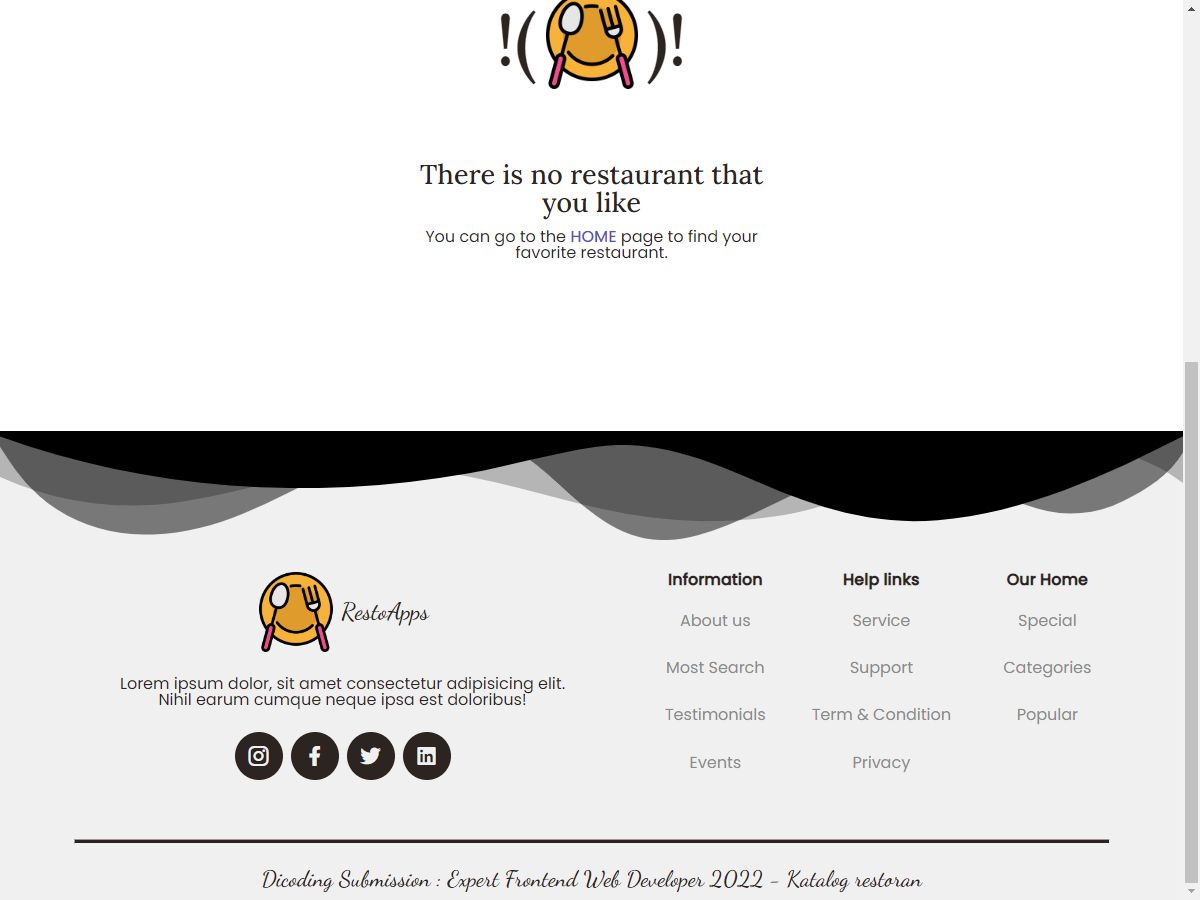 !( )!
There is no restaurant that
you like
You can go to the HOME page to find your
favorite restaurant.
RestoApps
Lorem ipsum dolor, sit amet consectetur adipisicing elit.
Nihil earum cumque neque ipsa est doloribus!
Information
About us
Most Search
Testimonials
Events
Help links
Service
Support
Term & Condition
Privacy
Our Home
Special
Categories
Popular
Dicoding Submission : Expert Frontend Web Developer 2022 - Katalog restoran